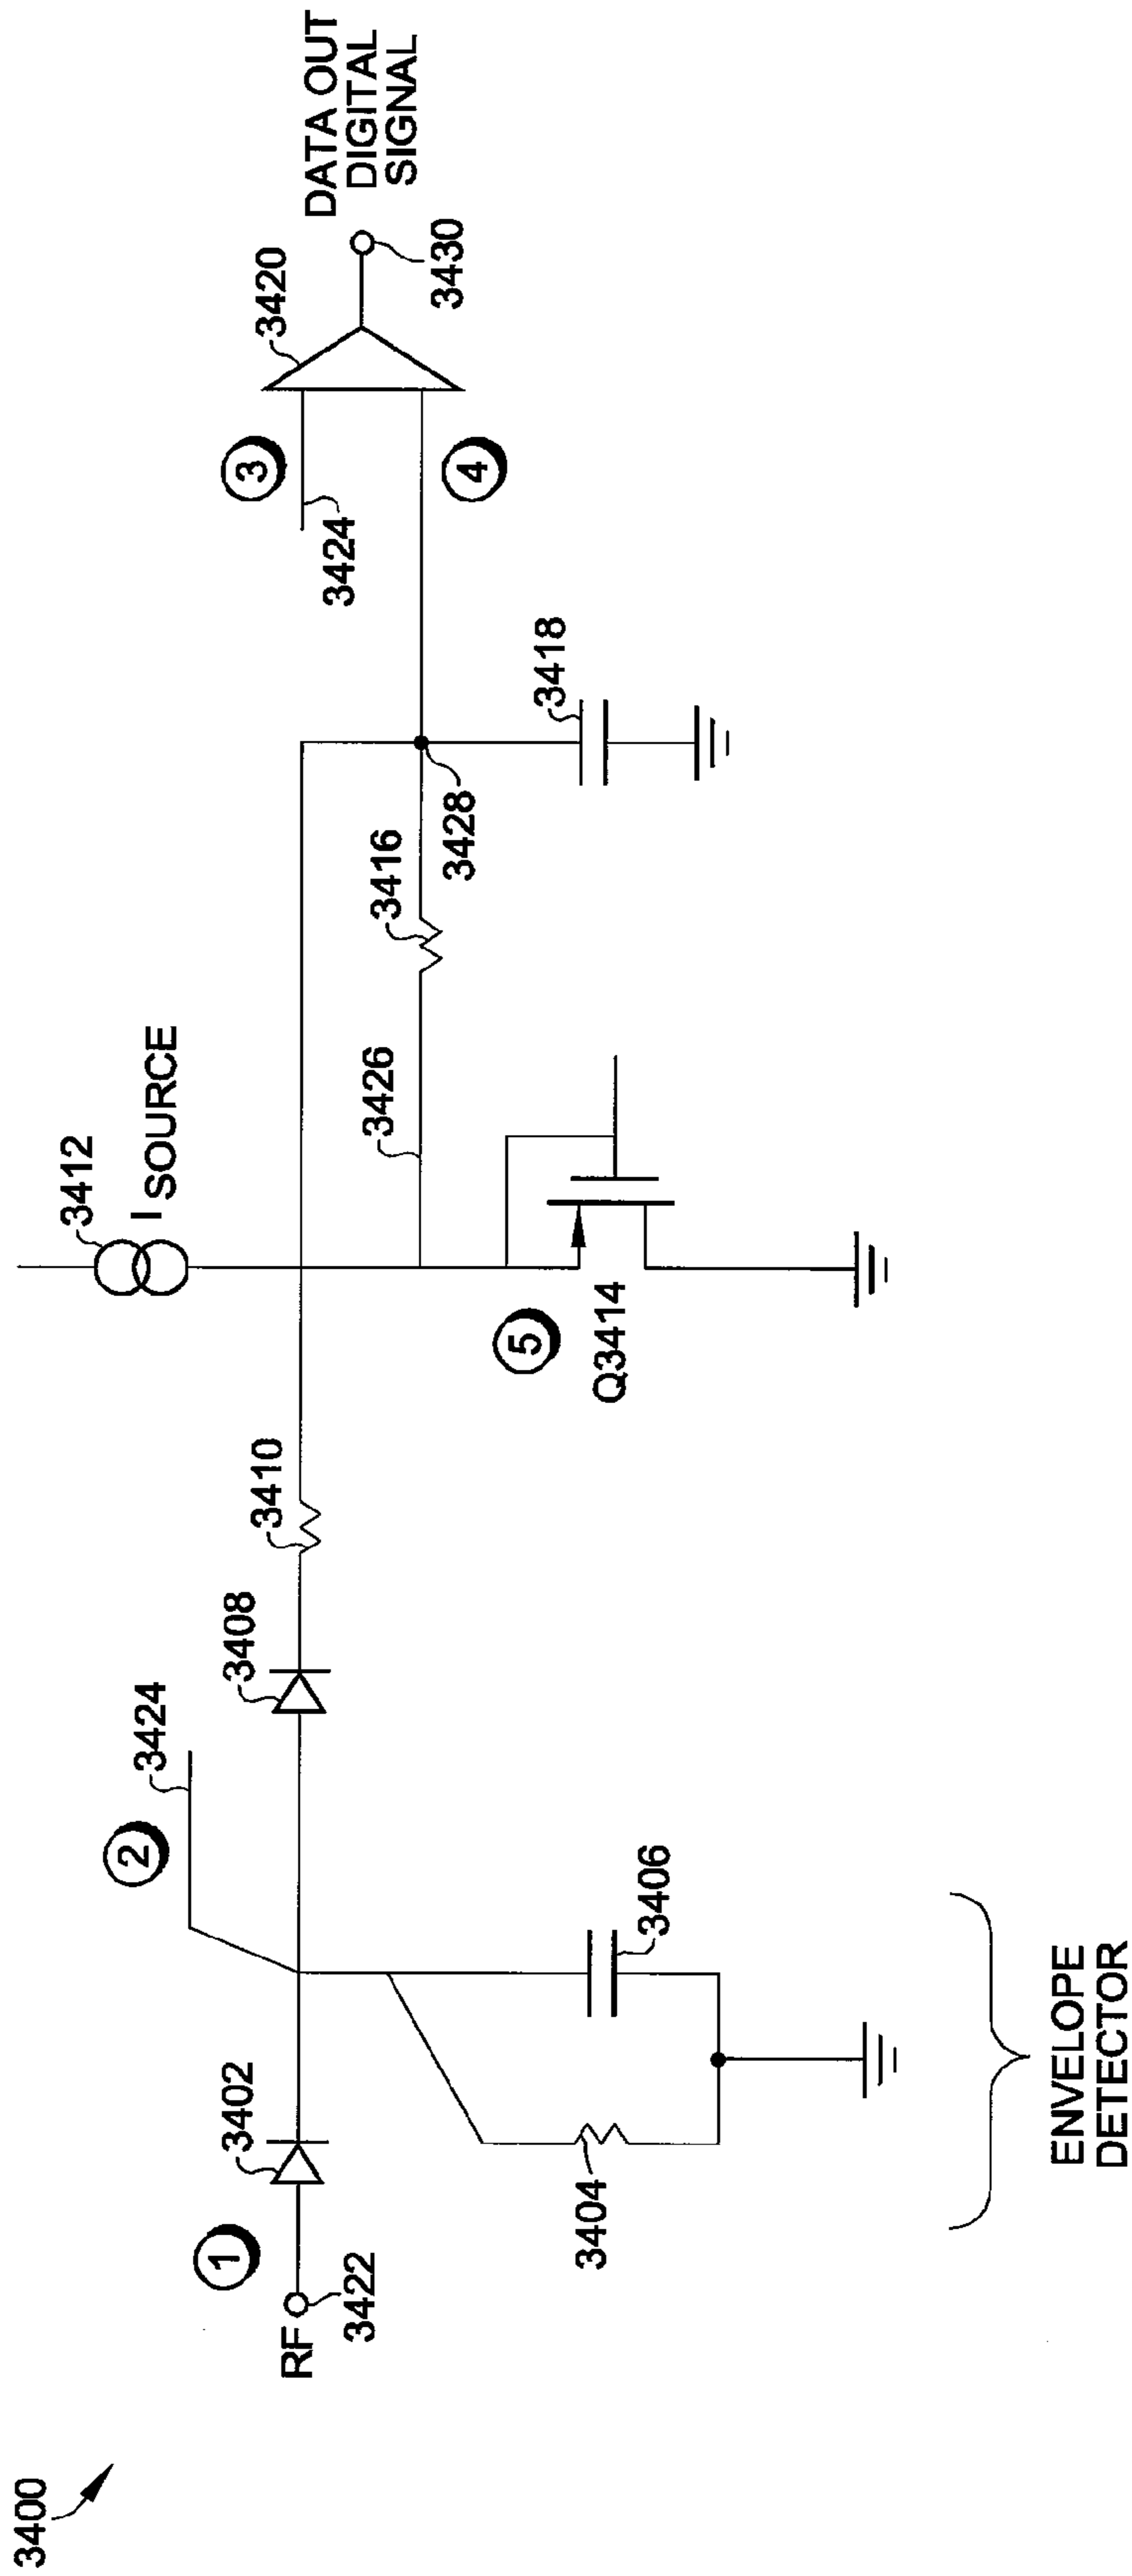 3400
RF
3422
1
3402
3404
3406
ENVELOPE
DETECTOR
2
3424
3408
3410
3412
I SOURCE
5
Q3414
3426
3416
3428
3418
3424
3
4
3420
3430
DATA OUT
DIGITAL
SIGNAL